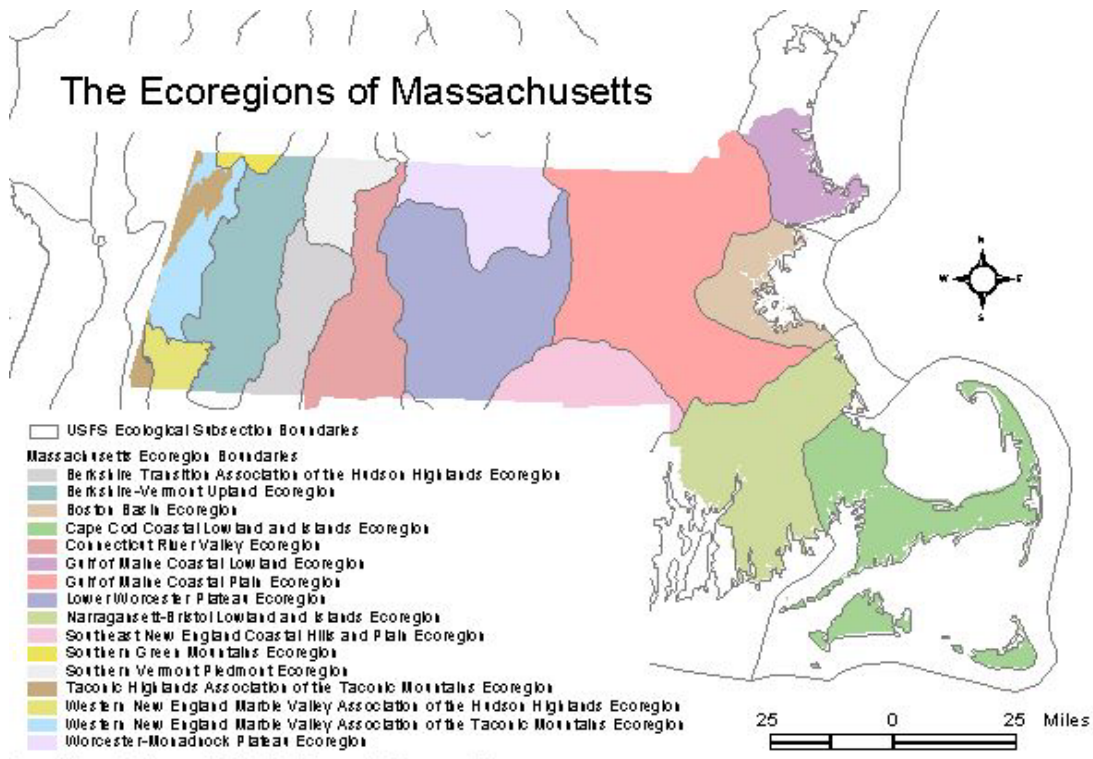 The Ecoregions of Massachusetts
N
W E
S
USFS Ecological Subsection Boundaries
Massachusetts Ecoregion Boundaries
Berkshire Transition Association of the Hudson Highlands Ecoregion
Berkshire-Vermont Upland Ecoregion
Boston Basin Ecoregion
Cape Cod Coastal Lowland and Islands Ecoregion
Connecticut River Valley Ecoregion
Gulf of Maine Coastal Lowland Ecoregion
Gulf of Maine Coastal Plain Ecoregion
Lower Worcester Plateau Ecoregion
Narragansett-Bristol Lowland and Islands Ecoregion
Southeast New England Coastal Hills and Plain Ecoregion
Southern Green Mountains Ecoregion
Southern Vermont Piedmont Ecoregion
Taconic Highlands Association of the Taconic Mountains Ecoregion
Western New England Marble Valley Association of the Hudson Highlands Ecoregion
Western New England Marble Valley Association of the Taconic Mountains Ecoregion
Worcester-Monadnock Plateau Ecoregion
25 0 25 Miles